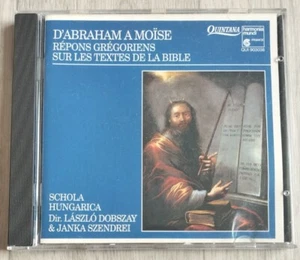 D'ABRAHAM A MOÏSE
RÉPONS GRÉGORIENS
SUR LES TEXTES DE LA BIBLE
QUINTANA
harmonia
mundi
SCHOLA
HUNGARICA
Dir. LÁSZLÓ DOBSZAY
& JANKA SZENDREI